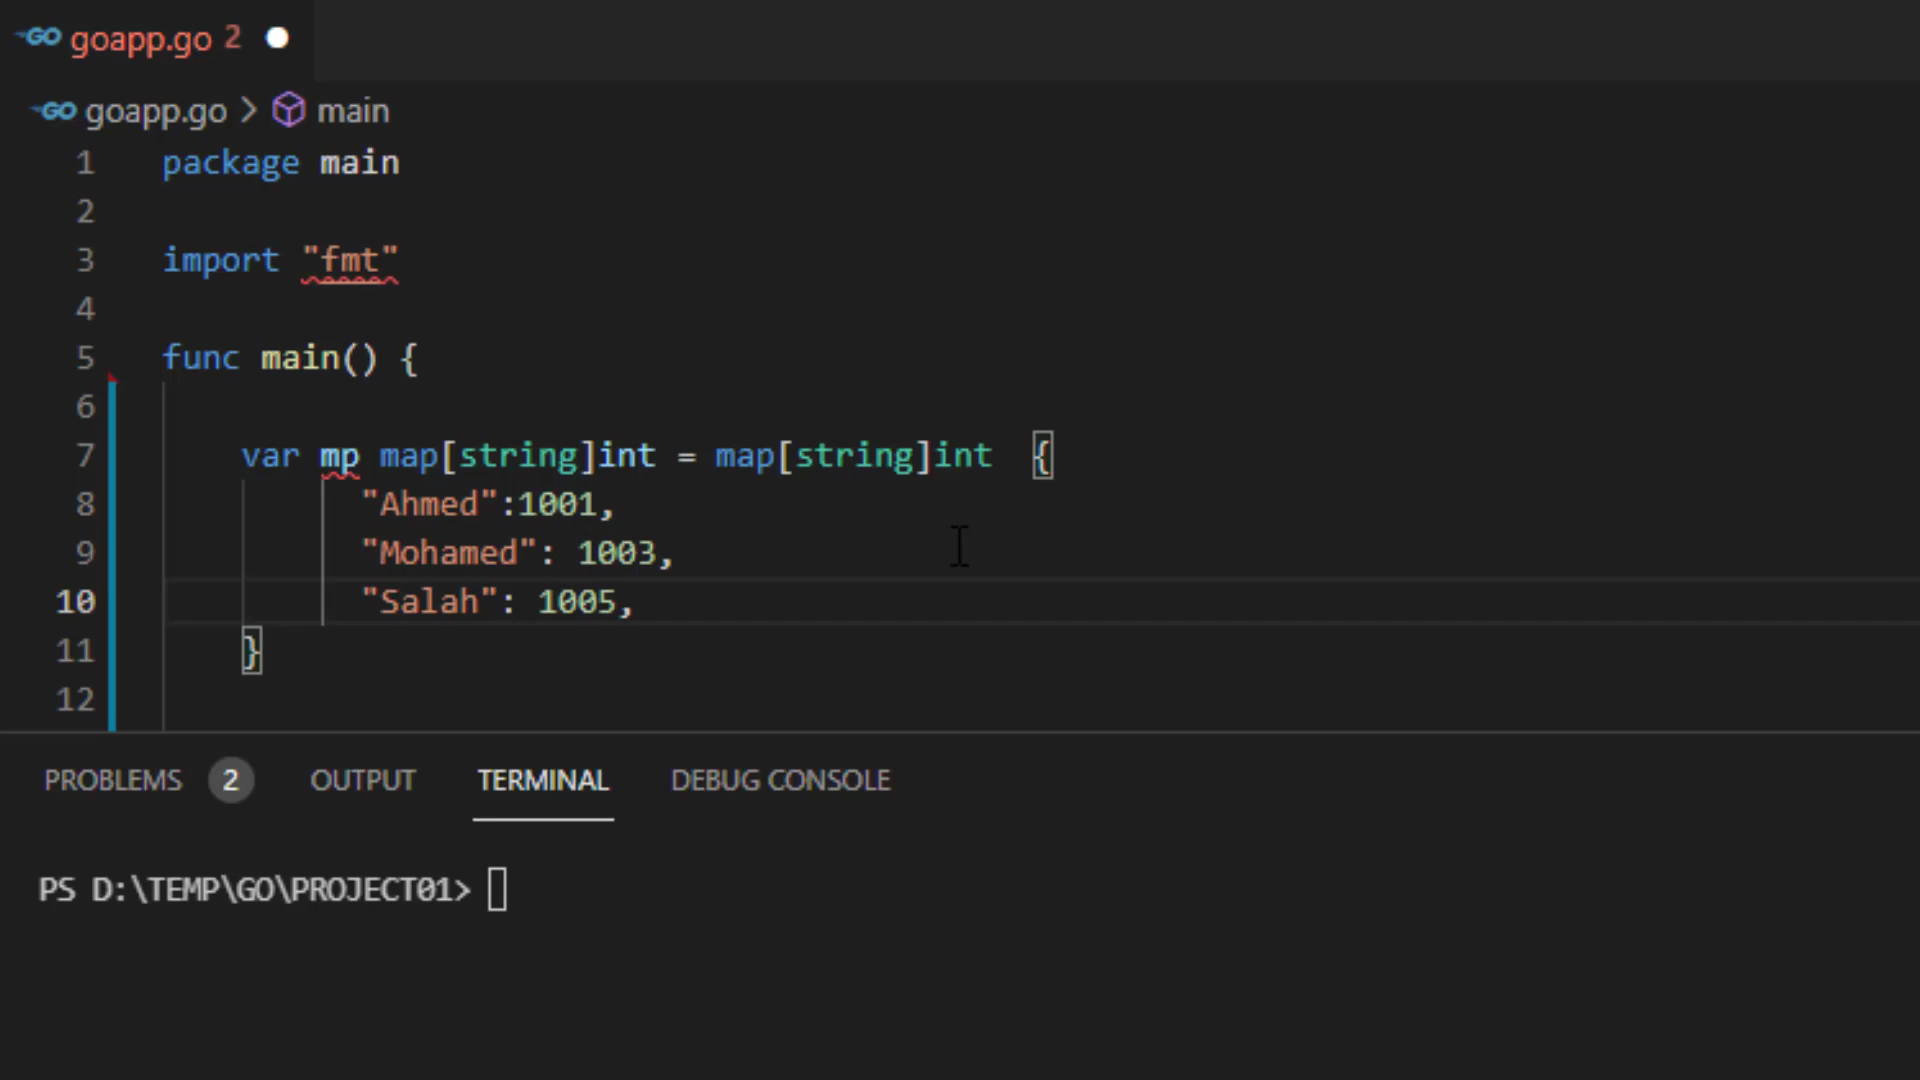 GO goapp.go 2
GO goapp.go > main
1 package main
2
3 import "fmt"
4
5 func main() {
6
7 var mp map[string]int = map[string]int {
8 "Ahmed":1001,
9 "Mohamed": 1003,
10 "Salah": 1005,
11 }
12
PROBLEMS 2 OUTPUT TERMINAL DEBUG CONSOLE
PS D:\TEMP\GO\PROJECT01>